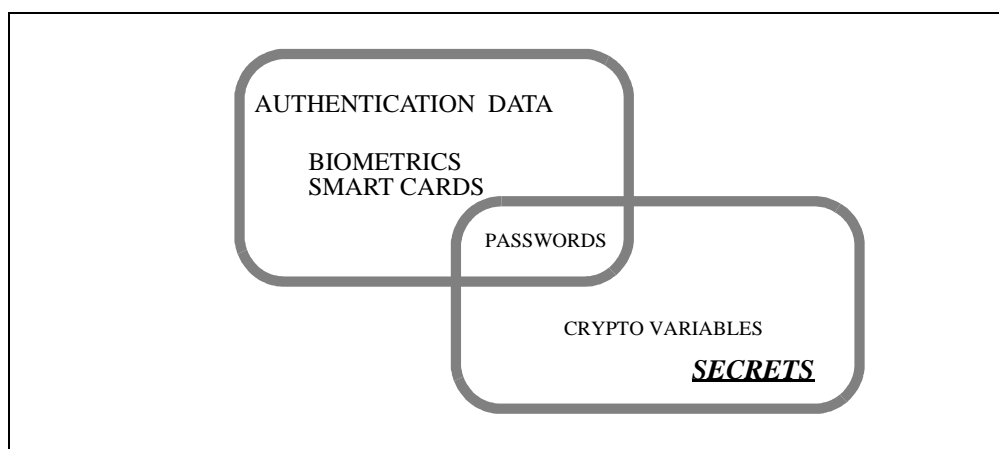 AUTHENTICATION DATA
BIOMETRICS
SMART CARDS
PASSWORDS
CRYPTO VARIABLES
SECRETS